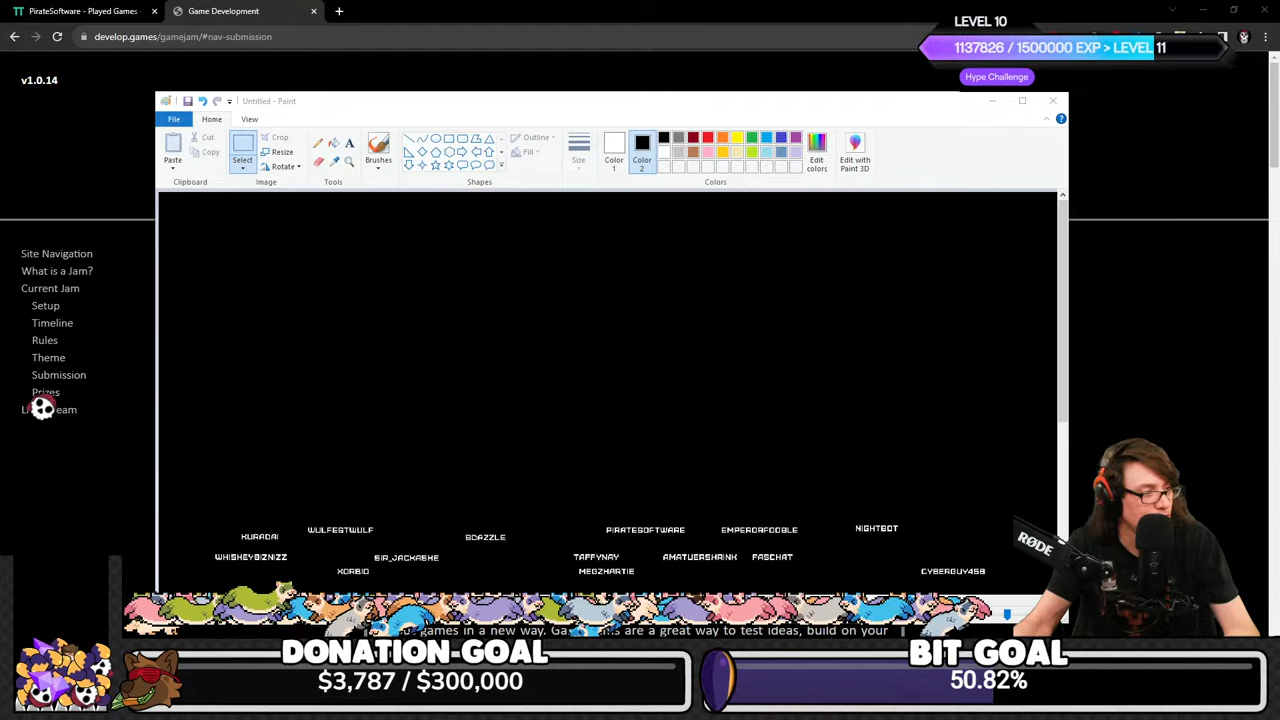 PirateSoftware - Played Games -
Game Development
develop.games/gamejam/#nav-submission
LEVEL 10
1137826 / 1500000 EXP > LEVEL 11
Hype Challenge
v1.0.14
Untitled - Paint
File Home View
Paste
Cut
Copy
Clipboard
Select
Crop
Resize
Rotate
Image
Tools
Brushes
Shapes
Outline
Fill
Size
Color 1
Color 2
Colors
Edit colors
Edit with Paint 3D
Site Navigation
What is a Jam?
Current Jam
Setup
Timeline
Rules
Theme
Submission
Prizes
WULFESTWULF
PIRATESOFTWARE
EMPERORFOOBLE
NIGHTBOT
XURADAI
BDAZZLE
WHISKEYBIZNIZZ
SIR_JACKASHE
TAFFYNAY
AMATUERSHRINK
FASCHAT
XORBIO
MEGZHARTIE
CYBERGUY458
RØDE
games in a new way. Ga are a great way to test ideas, build on your
DONATION GOAL
$3,787 / $300,000
BIT GOAL
50.82%